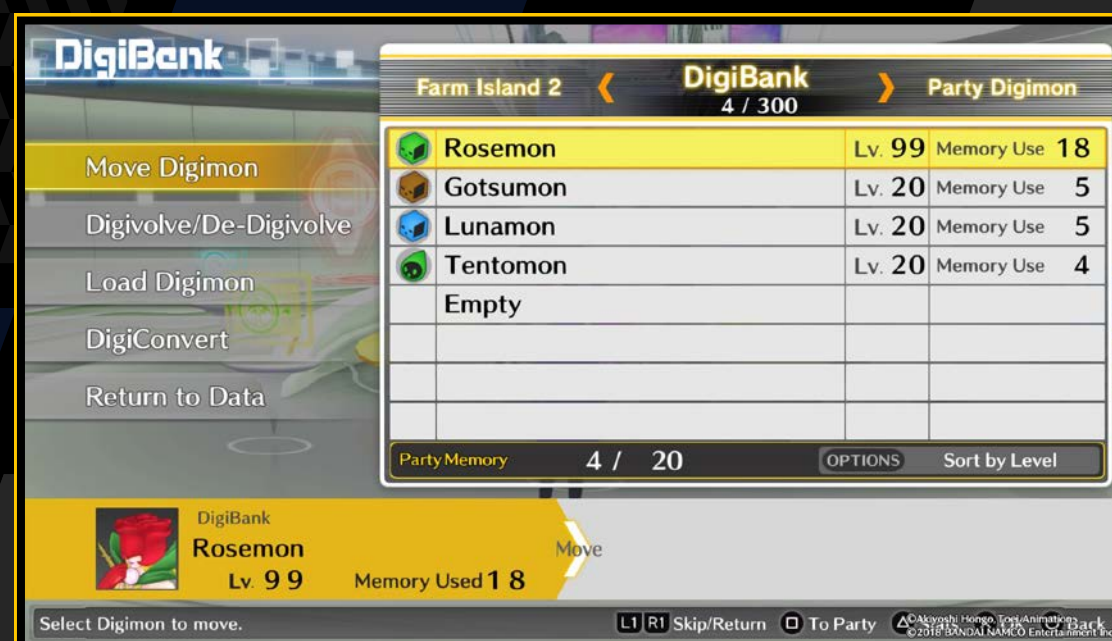 DigiBank
Farm Island 2
DigiBank
4 / 300
Party Digimon
Move Digimon
Digivolve/De-Digivolve
Load Digimon
DigiConvert
Return to Data
Rosemon Lv. 99 Memory Use 18
Gotsumon Lv. 20 Memory Use 5
Lunamon Lv. 20 Memory Use 5
Tentomon Lv. 20 Memory Use 4
Empty
Party Memory 4 / 20 OPTIONS Sort by Level
DigiBank
Rosemon
Lv. 99 Memory Used 18
Move
Select Digimon to move. L1 R1 Skip/Return To Party Back
©Akiyoshi Hongo, Toei Animation
©2018 BANDAI NAMCO Entertainment Inc.